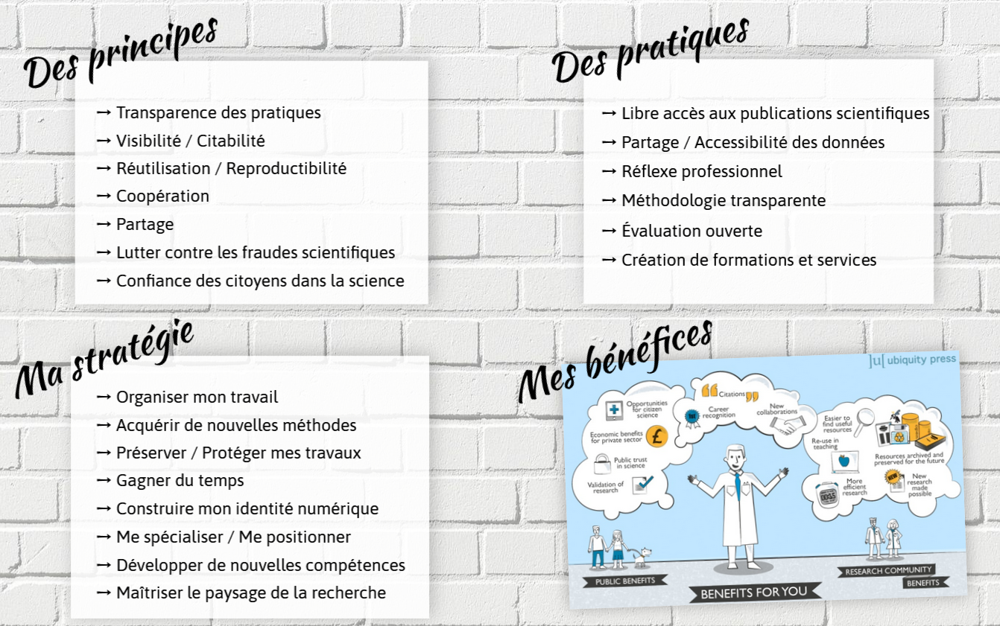 Des principes
→ Transparence des pratiques
→ Visibilité / Citabilité
→ Réutilisation / Reproductibilité
→ Coopération
→ Partage
→ Lutter contre les fraudes scientifiques
→ Confiance des citoyens dans la science
Des pratiques
→ Libre accès aux publications scientifiques
→ Partage / Accessibilité des données
→ Réflexe professionnel
→ Méthodologie transparente
→ Évaluation ouverte
→ Création de formations et services
Ma stratégie
→ Organiser mon travail
→ Acquérir de nouvelles méthodes
→ Préserver / Protéger mes travaux
→ Gagner du temps
→ Construire mon identité numérique
→ Me spécialiser / Me positionner
→ Développer de nouvelles compétences
→ Maîtriser le paysage de la recherche
Mes bénéfices
]u[ ubiquity press
Opportunities
for citizen
science
Economic benefits
for private sector
£
Public trust
in science
Validation of
research
“ Citations ”
Career
recognition
New
collaborations
Easier to
find useful
resources
Re-use in
teaching
Resources archived and
preserved for the future
More
efficient
research
NEW
New
research
made
possible
PUBLIC BENEFITS
BENEFITS FOR YOU
RESEARCH COMMUNITY
BENEFITS